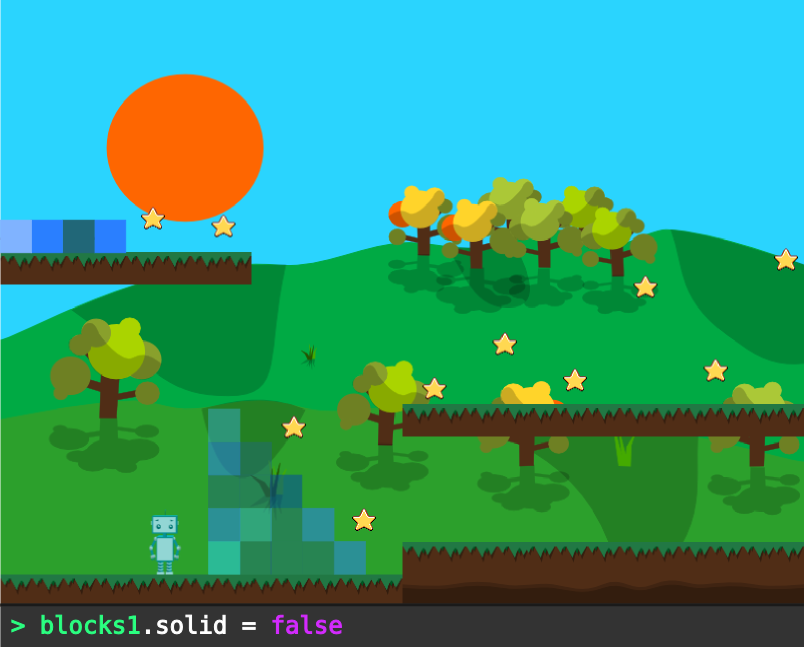 > blocks1.solid = false